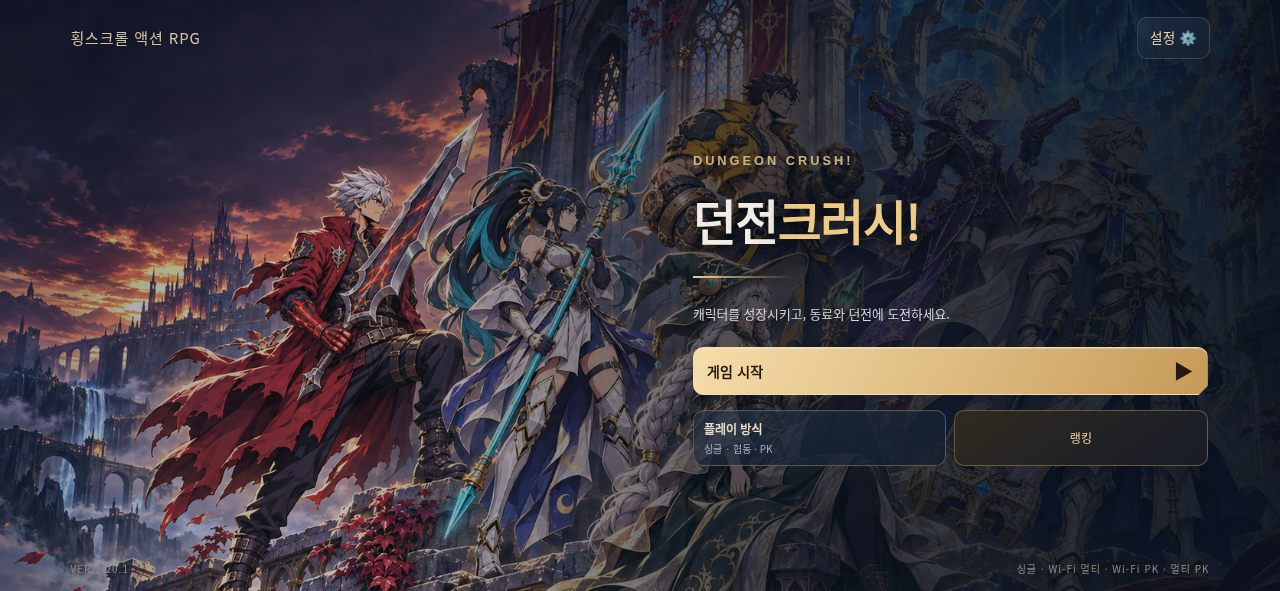 횡스크롤 액션 RPG
설정
DUNGEON CRUSH!
던전크러시!
캐릭터를 성장시키고, 동료와 던전에 도전하세요.
게임 시작
플레이 방식
싱글 · 협동 · PK
랭킹
싱글 · Wi-Fi 멀티 · Wi-Fi PK · 멀티 PK